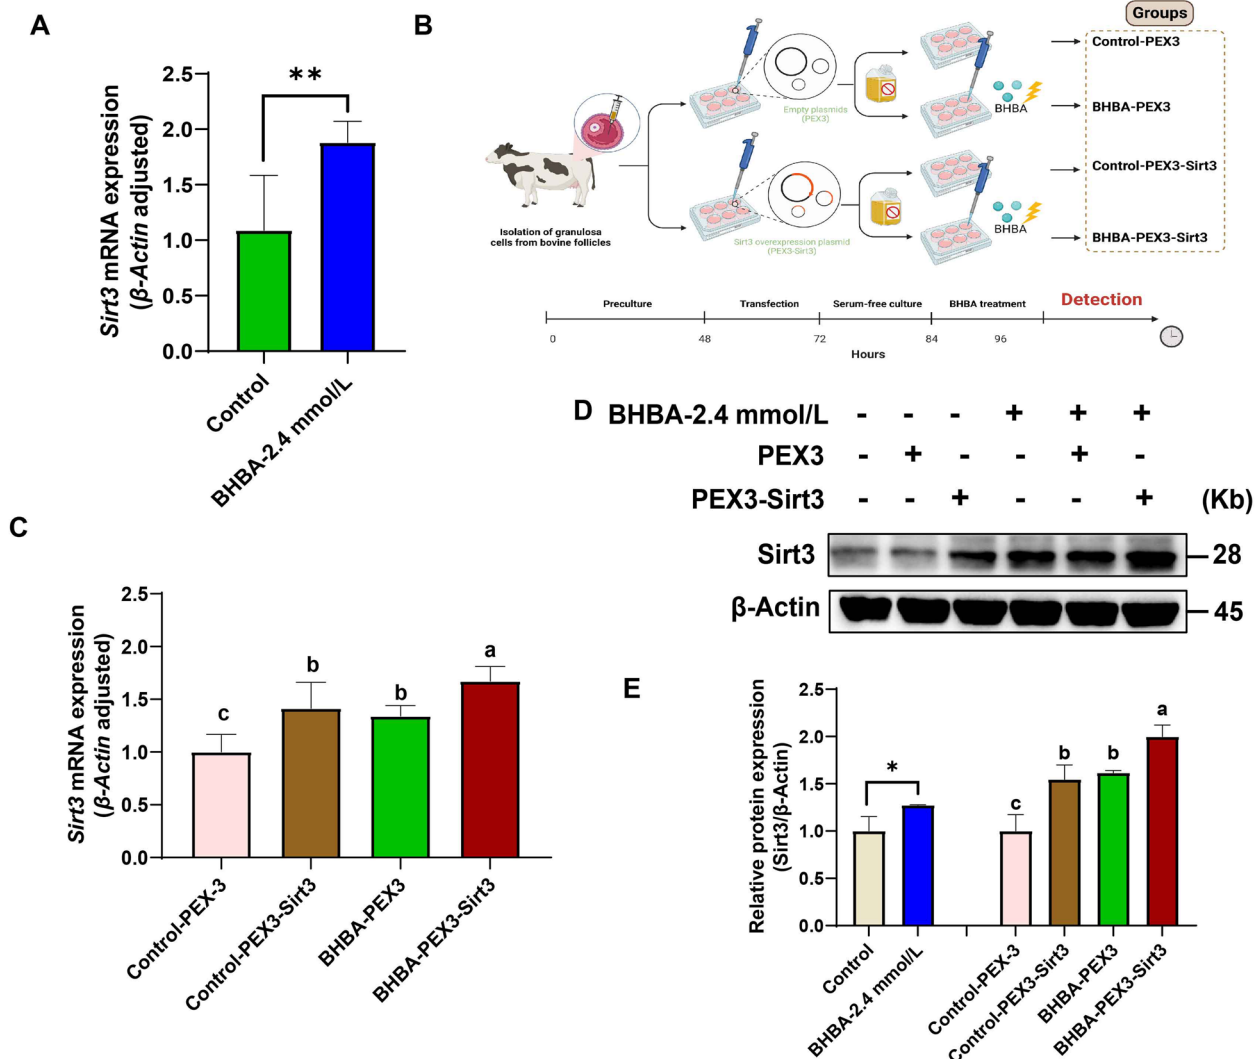 A
Sirt3 mRNA expression
(β-Actin adjusted)
2.5
2.0
1.5
1.0
0.5
0.0
**
Control
BHBA-2.4 mmol/L
B
Groups
Isolation of granulosa
cells from bovine follicles
Empty plasmids
(PEX3)
Sirt3 overexpression plasmid
(PEX3-Sirt3)
BHBA
BHBA
Control-PEX3
BHBA-PEX3
Control-PEX3-Sirt3
BHBA-PEX3-Sirt3
Preculture Transfection Serum-free culture BHBA treatment Detection
0 48 72 84 96
Hours
C
Sirt3 mRNA expression
(β-Actin adjusted)
2.5
2.0
1.5
1.0
0.5
0.0
c b b a
Control-PEX-3
Control-PEX3-Sirt3
BHBA-PEX3
BHBA-PEX3-Sirt3
D
BHBA-2.4 mmol/L - - - + + +
PEX3 - + - - + -
PEX3-Sirt3 - - + - - + (Kb)
Sirt3 28
β-Actin 45
E
Relative protein expression
(Sirt3/β-Actin)
2.5
2.0
1.5
1.0
0.5
0.0
* c b b a
Control
BHBA-2.4 mmol/L
Control-PEX-3
Control-PEX3-Sirt3
BHBA-PEX3
BHBA-PEX3-Sirt3